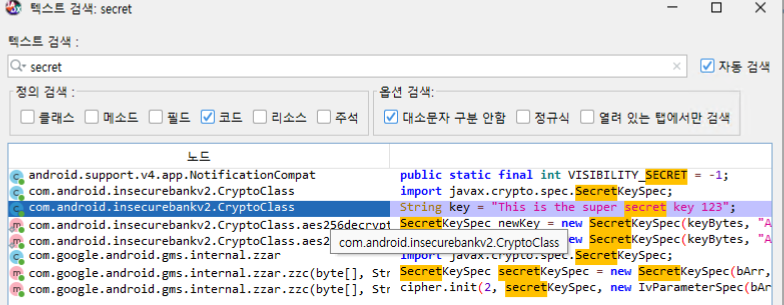 텍스트 검색: secret
텍스트 검색 :
secret
자동 검색
정의 검색 :
옵션 검색:
클래스 메소드 필드 코드 리소스 주석
대소문자 구분 안함 정규식 열려 있는 탭에서만 검색
노드
android.support.v4.app.NotificationCompat public static final int VISIBILITY_SECRET = -1;
com.android.insecurebankv2.CryptoClass import javax.crypto.spec.SecretKeySpec;
com.android.insecurebankv2.CryptoClass String key = "This is the super secret key 123";
com.android.insecurebankv2.CryptoClass.aes256decrypt SecretKeySpec newKey = new SecretKeySpec(keyBytes, "A
com.android.insecurebankv2.CryptoClass.aes2 new SecretKeySpec(keyBytes, "A
com.android.insecurebankv2.CryptoClass
com.google.android.gms.internal.zzar import javax.crypto.spec.SecretKeySpec;
com.google.android.gms.internal.zzar.zzc(byte[], Str SecretKeySpec secretKeySpec = new SecretKeySpec(bArr,
com.google.android.gms.internal.zzar.zzc(byte[], Str cipher.init(2, secretKeySpec, new IvParameterSpec(bAr